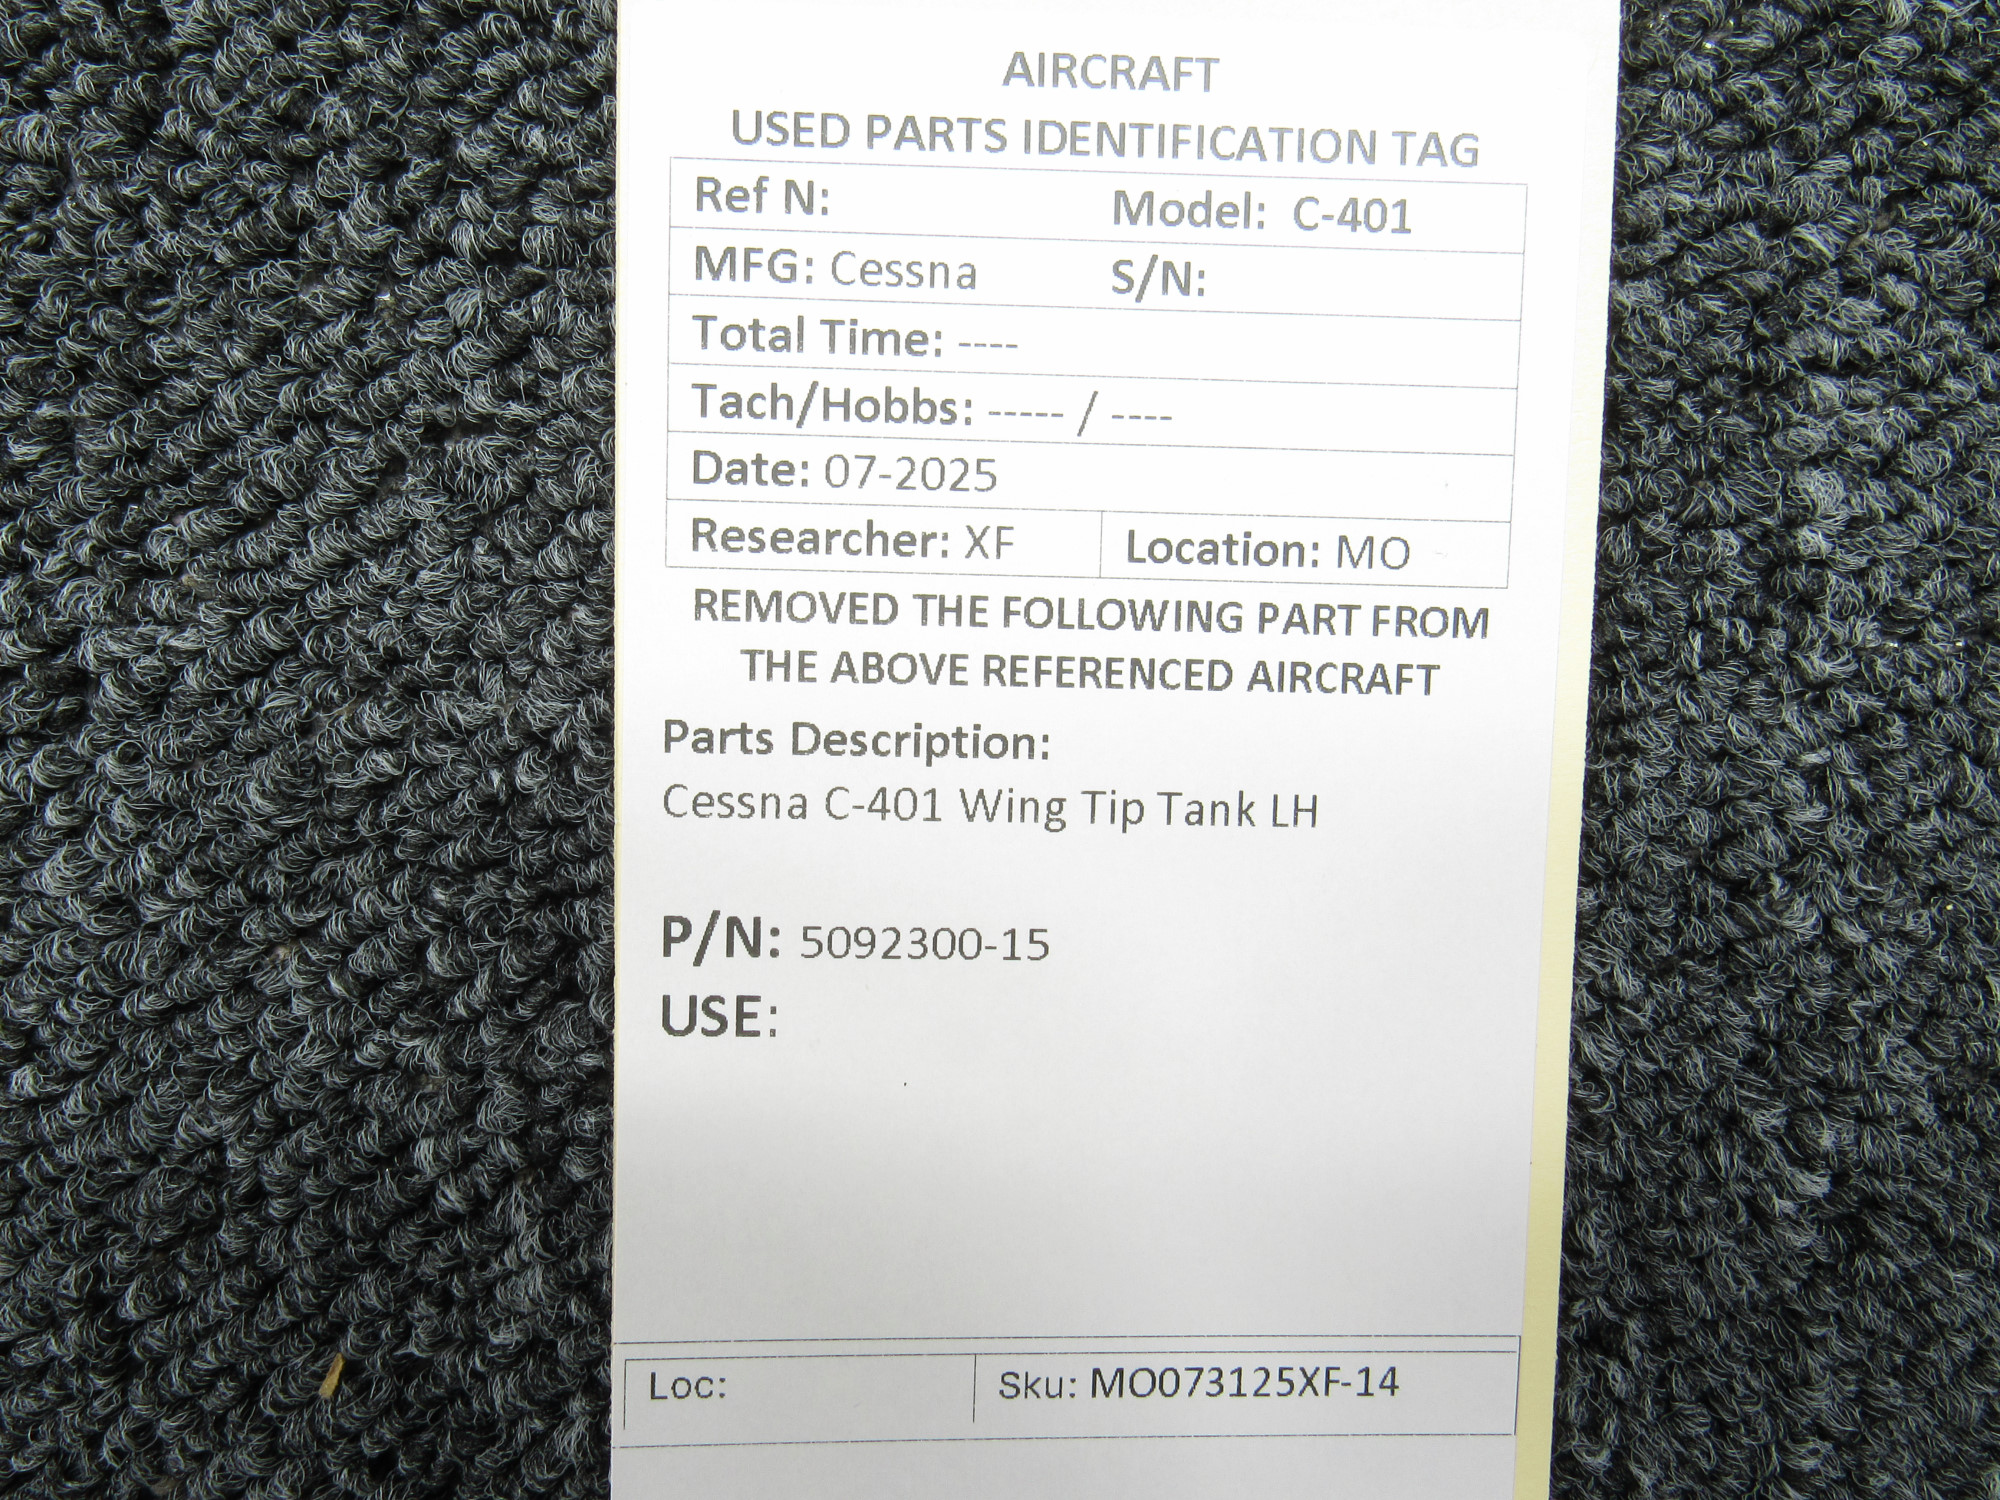 AIRCRAFT
USED PARTS IDENTIFICATION TAG
Ref N: Model: C-401
MFG: Cessna S/N:
Total Time: ----
Tach/Hobbs: ----- / ----
Date: 07-2025
Researcher: XF Location: MO
REMOVED THE FOLLOWING PART FROM
THE ABOVE REFERENCED AIRCRAFT
Parts Description:
Cessna C-401 Wing Tip Tank LH
P/N: 5092300-15
USE:
Loc: Sku: MO073125XF-14